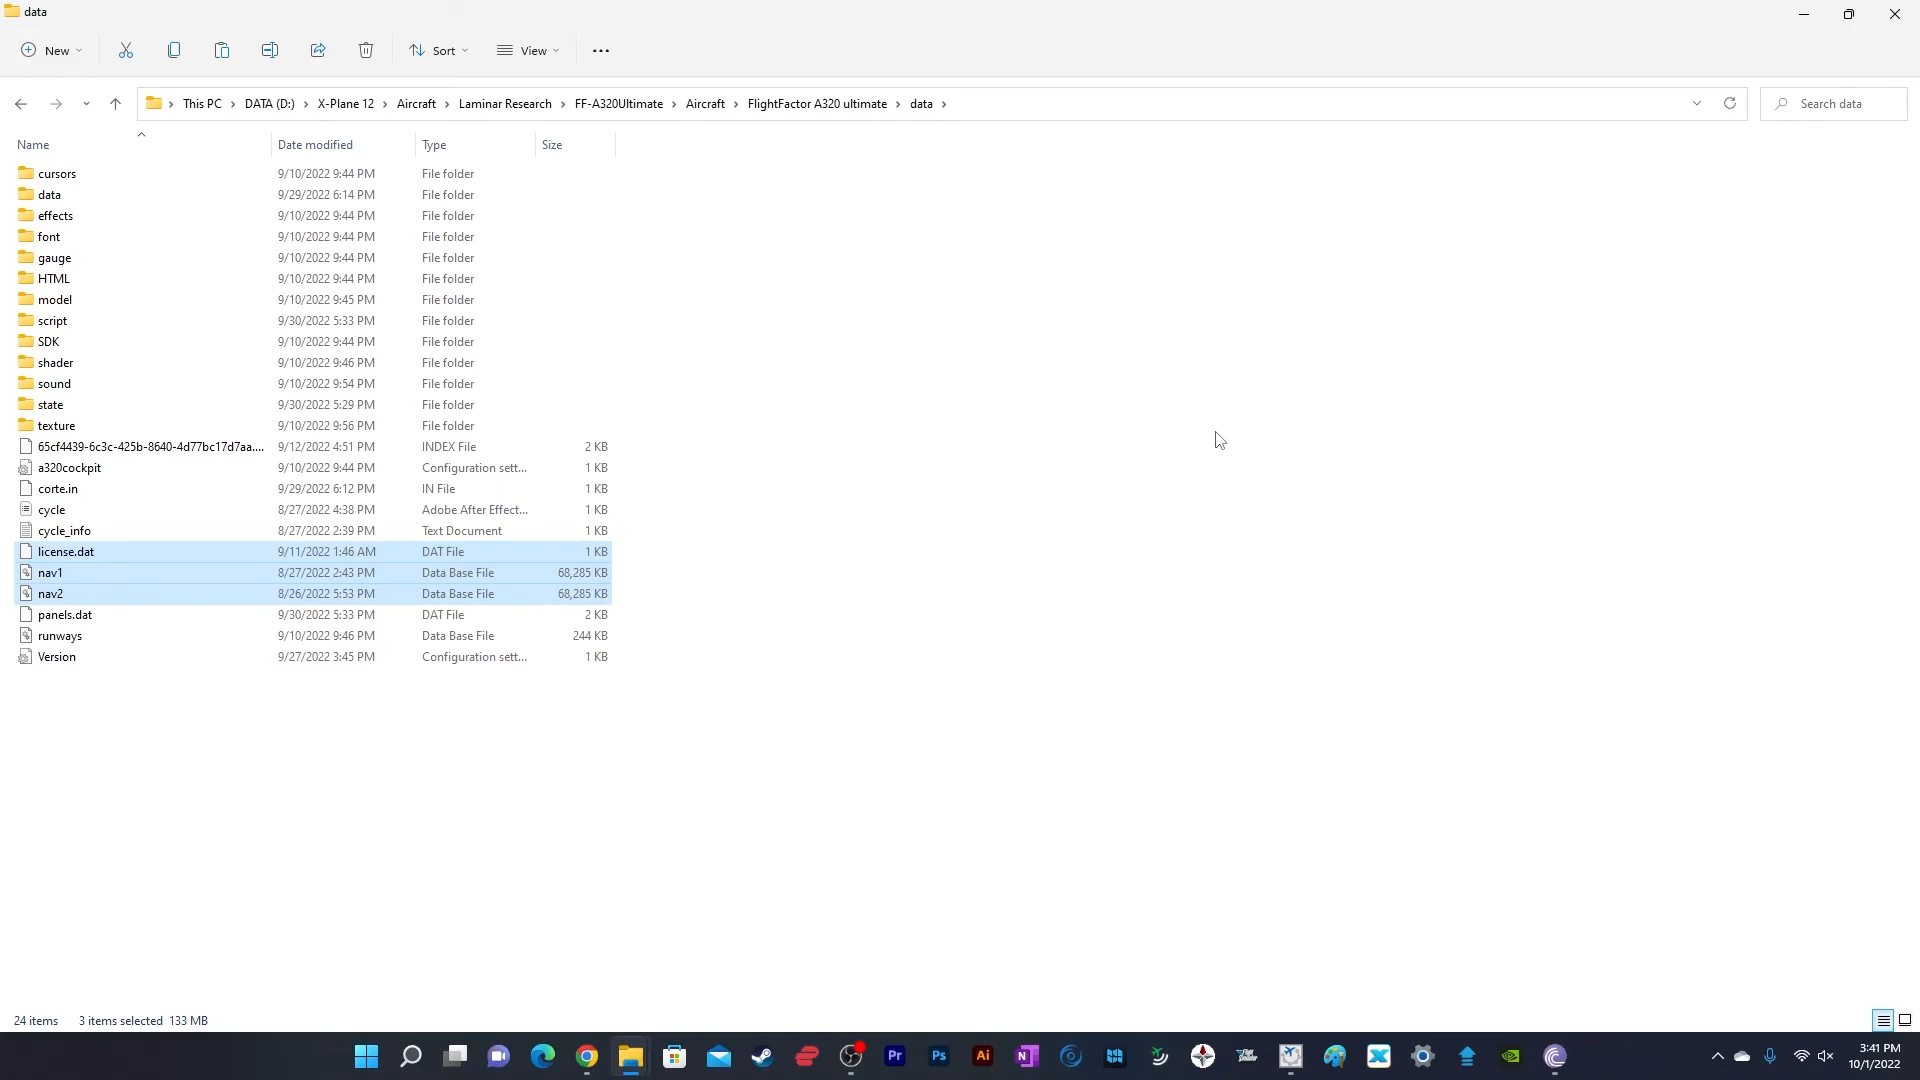 data
New Sort View
This PC DATA (D:) X-Plane 12 Aircraft Laminar Research FF-A320Ultimate Aircraft FlightFactor A320 ultimate data Search data
Name Date modified Type Size
cursors 9/10/2022 9:44 PM File folder
data 9/29/2022 6:14 PM File folder
effects 9/10/2022 9:44 PM File folder
font 9/10/2022 9:44 PM File folder
gauge 9/10/2022 9:44 PM File folder
HTML 9/10/2022 9:44 PM File folder
model 9/10/2022 9:45 PM File folder
script 9/30/2022 5:33 PM File folder
SDK 9/10/2022 9:44 PM File folder
shader 9/10/2022 9:46 PM File folder
sound 9/10/2022 9:54 PM File folder
state 9/30/2022 5:29 PM File folder
texture 9/10/2022 9:56 PM File folder
65cf4439-6c3c-425b-8640-4d77bc17d7aa.... 9/12/2022 4:51 PM INDEX File 2 KB
a320cockpit 9/10/2022 9:44 PM Configuration sett... 1 KB
corte.in 9/29/2022 6:12 PM IN File 1 KB
cycle 8/27/2022 4:38 PM Adobe After Effect... 1 KB
cycle_info 8/27/2022 2:39 PM Text Document 1 KB
license.dat 9/11/2022 1:46 AM DAT File 1 KB
nav1 8/27/2022 2:43 PM Data Base File 68,285 KB
nav2 8/26/2022 5:53 PM Data Base File 68,285 KB
panels.dat 9/30/2022 5:33 PM DAT File 2 KB
runways 9/10/2022 9:46 PM Data Base File 244 KB
Version 9/27/2022 3:45 PM Configuration sett... 1 KB
24 items 3 items selected 133 MB
Pr Ps Ai N
3:41 PM
10/1/2022